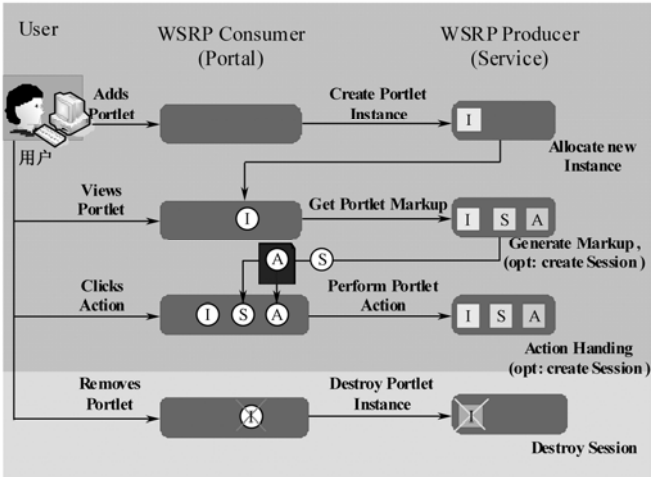 User
WSRP Consumer
(Portal)
WSRP Producer
(Service)
用户
Adds
Portlet
Create Portlet
Instance
I
Allocate new
Instance
Views
Portlet
I
Get Portlet Markup
I S A
Generate Markup,
(opt: create Session)
A
S
Clicks
Action
I S A
Perform Portlet
Action
I S A
Action Handing
(opt: create Session)
Removes
Portlet
I
Destroy Portlet
Instance
I
Destroy Session